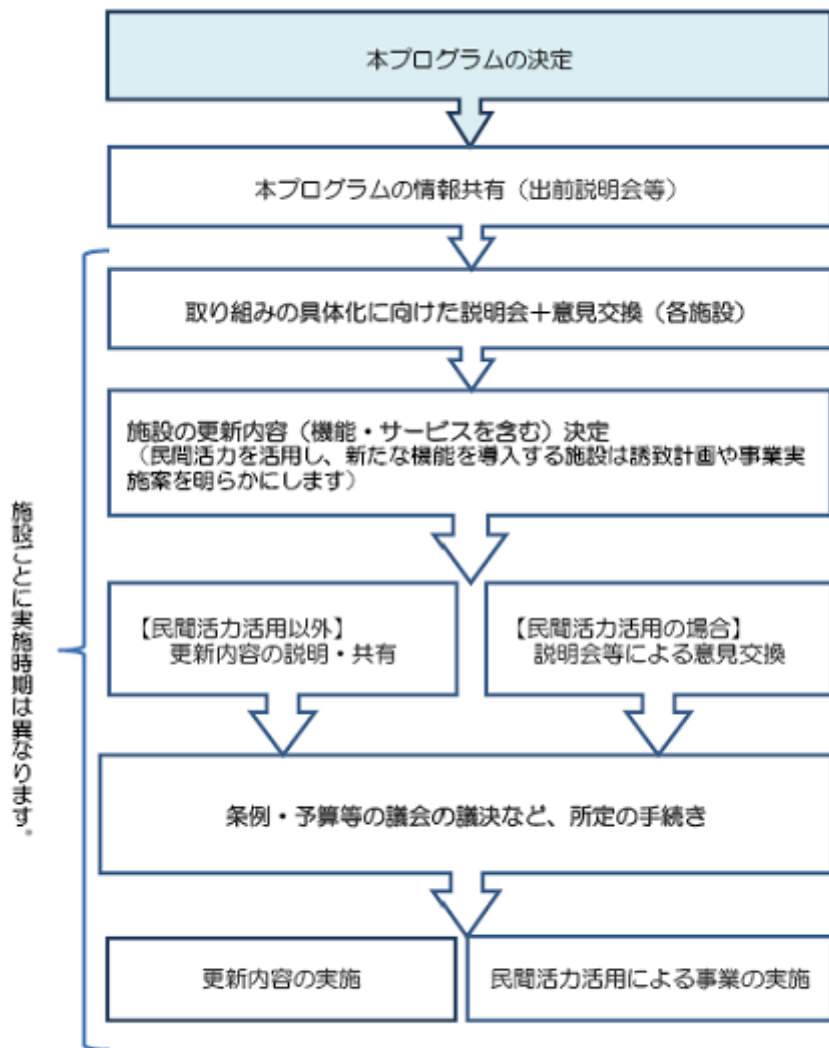 本プログラムの決定
本プログラムの情報共有（出前説明会等）
取り組みの具体化に向けた説明会＋意見交換（各施設）
施設の更新内容（機能・サービスを含む）決定
（民間活力を活用し、新たな機能を導入する施設は誘致計画や事業実
施案を明らかにします）
施設ごとに実施時期は異なります。
【民間活力活用以外】
更新内容の説明・共有
【民間活力活用の場合】
説明会等による意見交換
条例・予算等の議会の議決など、所定の手続き
更新内容の実施
民間活力活用による事業の実施